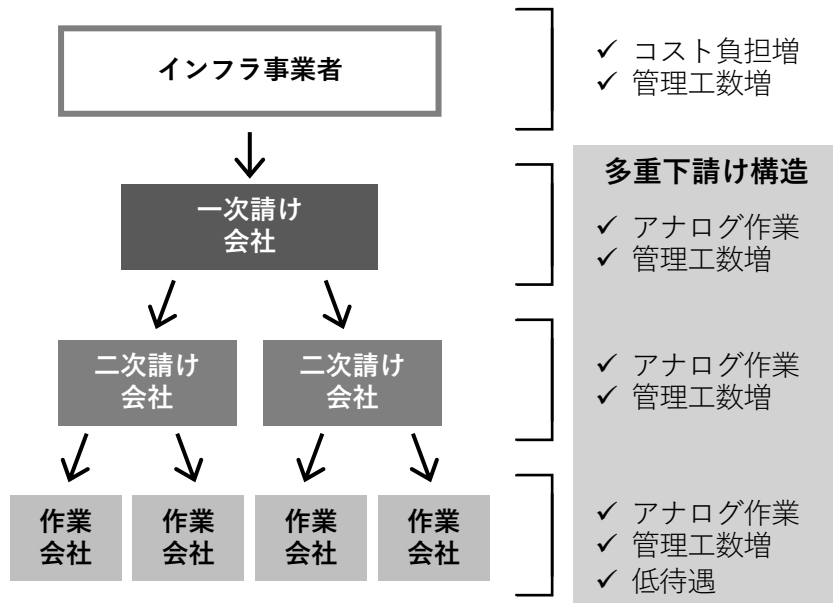 インフラ事業者
✓ コスト負担増
✓ 管理工数増
多重下請け構造
一次請け
会社
✓ アナログ作業
✓ 管理工数増
二次請け
会社
二次請け
会社
✓ アナログ作業
✓ 管理工数増
作業
会社
作業
会社
作業
会社
作業
会社
✓ アナログ作業
✓ 管理工数増
✓ 低待遇